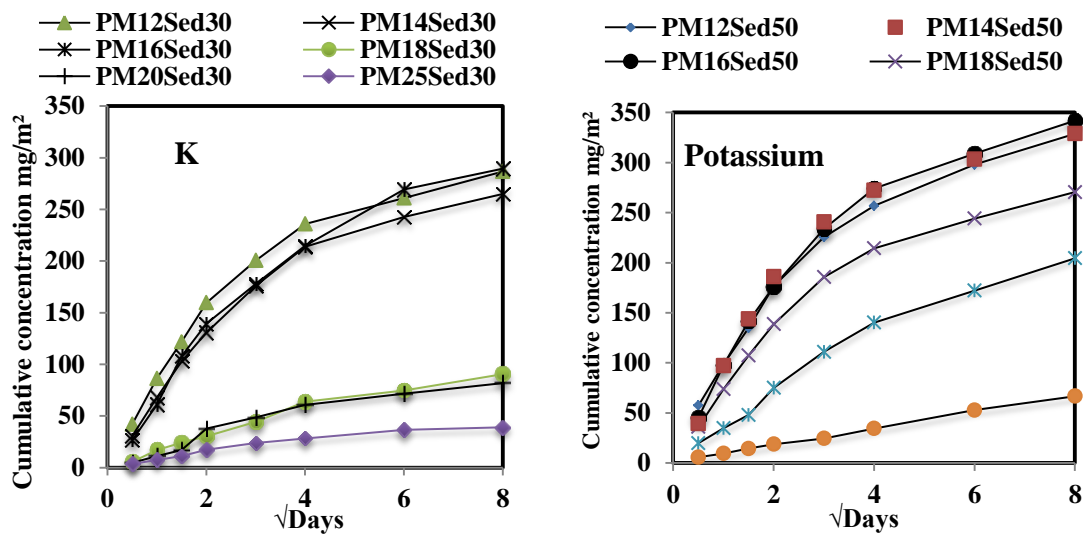 PM12Sed30 PM14Sed30
PM16Sed30 PM18Sed30
PM20Sed30 PM25Sed30
Cumulative concentration mg/m²
350
300
250
200
150
100
50
0
K
0 2 4 6 8
√Days
PM12Sed50 PM14Sed50
PM16Sed50 PM18Sed50
Cumulative concentration mg/m²
350
300
250
200
150
100
50
0
Potassium
0 2 4 6 8
√Days